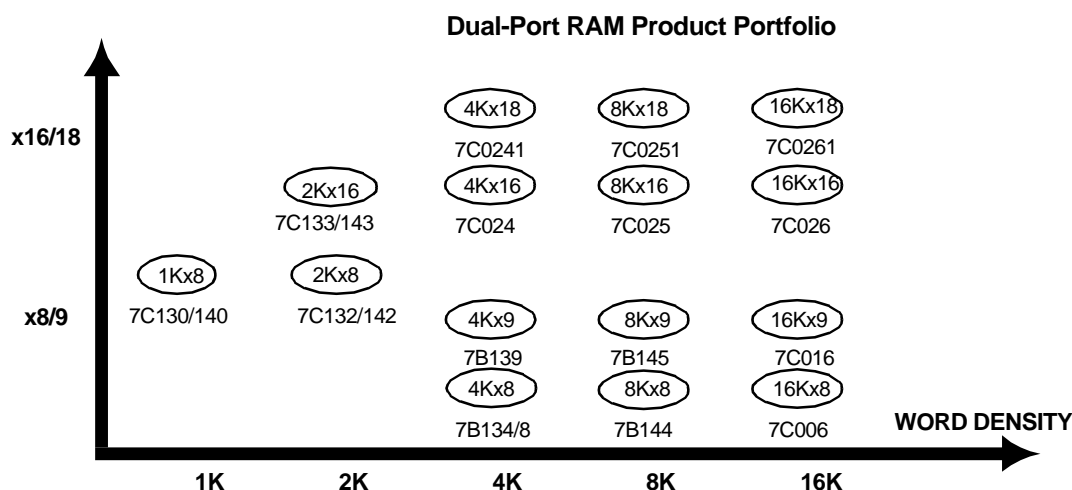 Dual-Port RAM Product Portfolio
x16/18
4Kx18 8Kx18 16Kx18
7C0241 7C0251 7C0261
2Kx16 4Kx16 8Kx16 16Kx16
7C133/143 7C024 7C025 7C026
1Kx8 2Kx8
x8/9
7C130/140 7C132/142
4Kx9 8Kx9 16Kx9
7B139 7B145 7C016
4Kx8 8Kx8 16Kx8
7B134/8 7B144 7C006
WORD DENSITY
1K 2K 4K 8K 16K